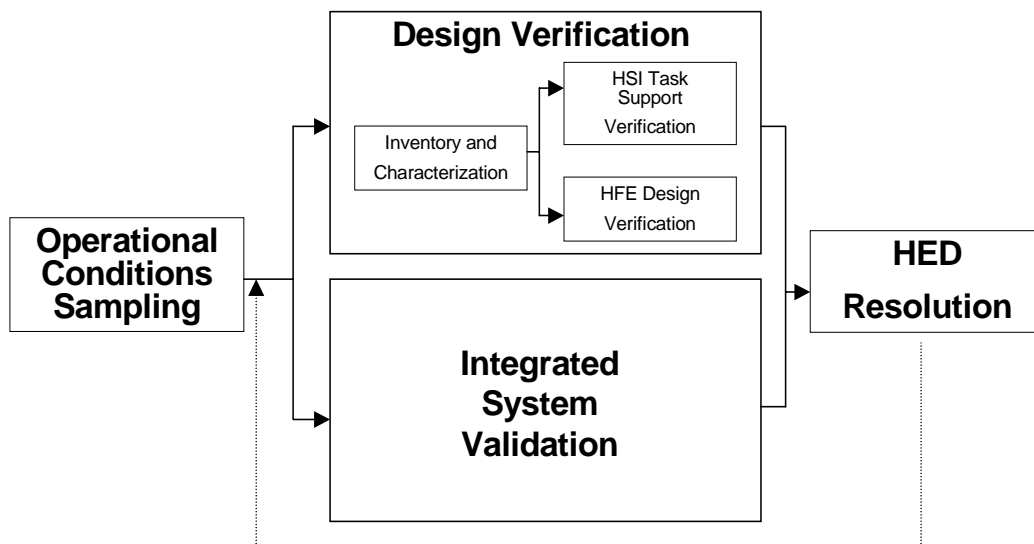 Design Verification
HSI Task
Support
Verification
Inventory and
Characterization
HFE Design
Verification
Operational
Conditions
Sampling
HED
Resolution
Integrated
System
Validation